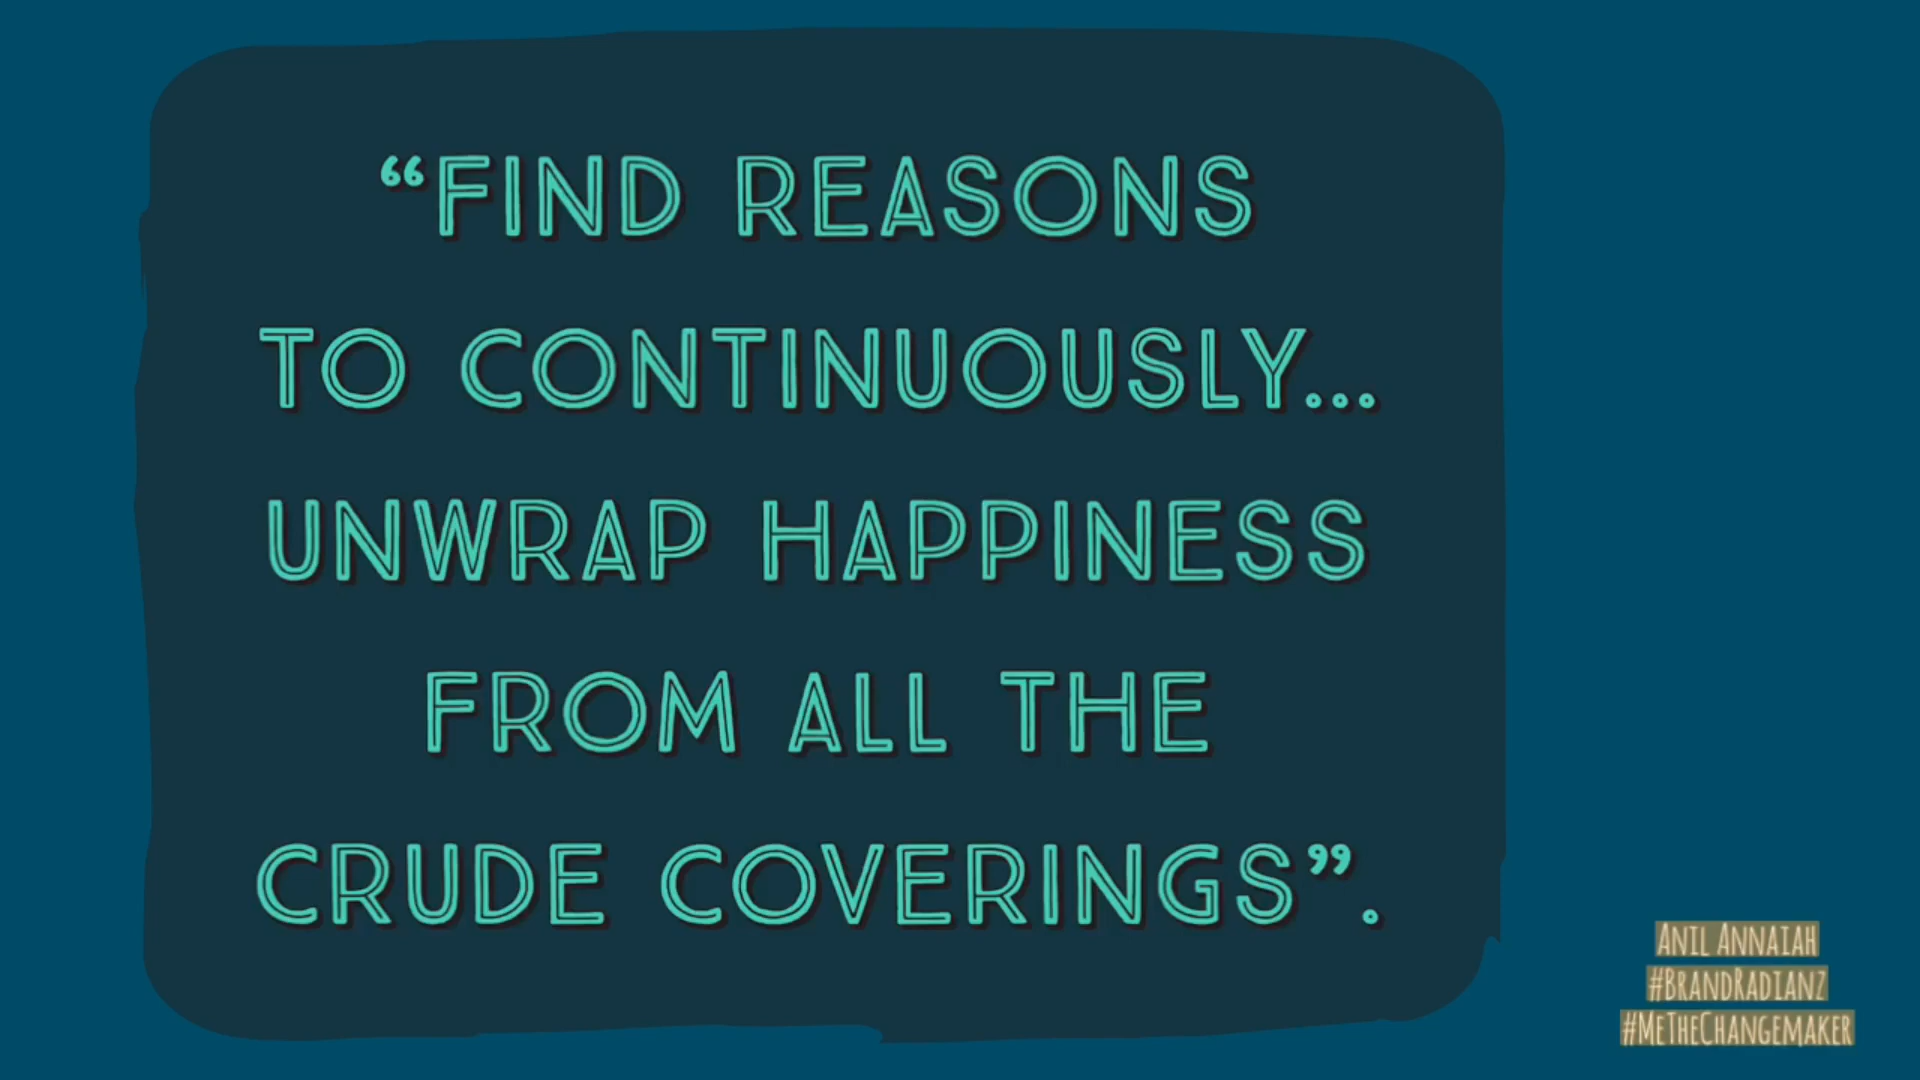 “FIND REASONS
TO CONTINUOUSLY...
UNWRAP HAPPINESS
FROM ALL THE
CRUDE COVERINGS”.
ANIL ANNAIAH
#BRANDRADIANZ
#METHECHANGEMAKER